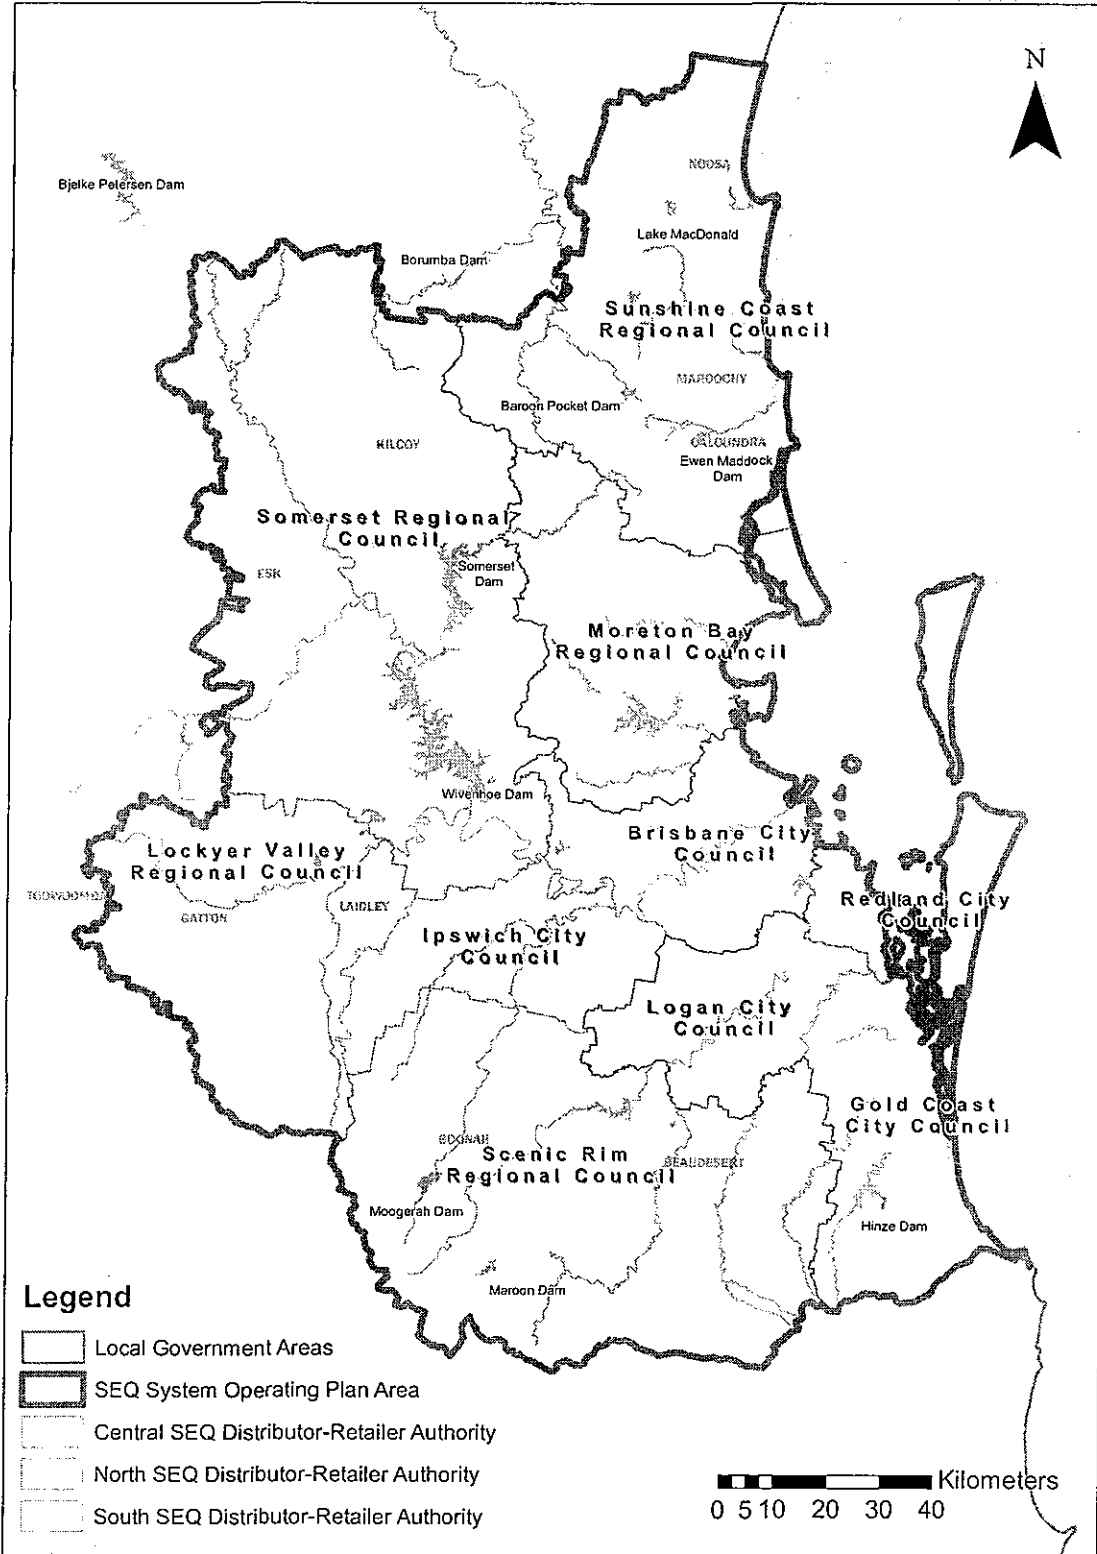 N
NOOSA
Bjelke Petersen Dam
Lake MacDonald
Borumba Dam
Sunshine Coast
Regional Council
MAROOCHY
Baroon Pocket Dam
KILCOY
CALOUNDRA
Ewen Maddock
Dam
Somerset Regional
Council
Somerset
Dam
ESK
Moreton Bay
Regional Council
Wivenhoe Dam
Brisbane City
Council
Lockyer Valley
Regional Council
TOOWOOMBA
GATTON
LAIDLEY
Redland City
Council
Ipswich City
Council
Logan City
Council
Gold Coast
City Council
BOONAH
Scenic Rim
Regional Council
BEAUDESERT
Moogerah Dam
Hinze Dam
Maroon Dam
Legend
Local Government Areas
SEQ System Operating Plan Area
Central SEQ Distributor-Retailer Authority
North SEQ Distributor-Retailer Authority
South SEQ Distributor-Retailer Authority
Kilometers
0 5 10 20 30 40